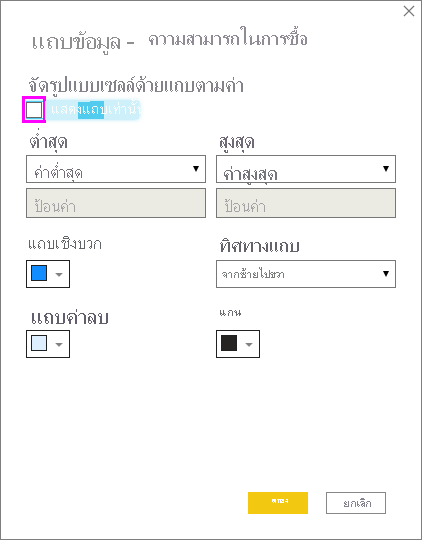 แถบข้อมูล - ความสามารถในการซื้อ
จัดรูปแบบเซลล์ด้วยแถบตามค่า
แสดงแถบเท่านั้น
ต่ำสุด สูงสุด
ค่าต่ำสุด ค่าสูงสุด
ป้อนค่า ป้อนค่า
แถบเชิงบวก ทิศทางแถบ
จากซ้ายไปขวา
แถบค่าลบ แกน
ตกลง ยกเลิก